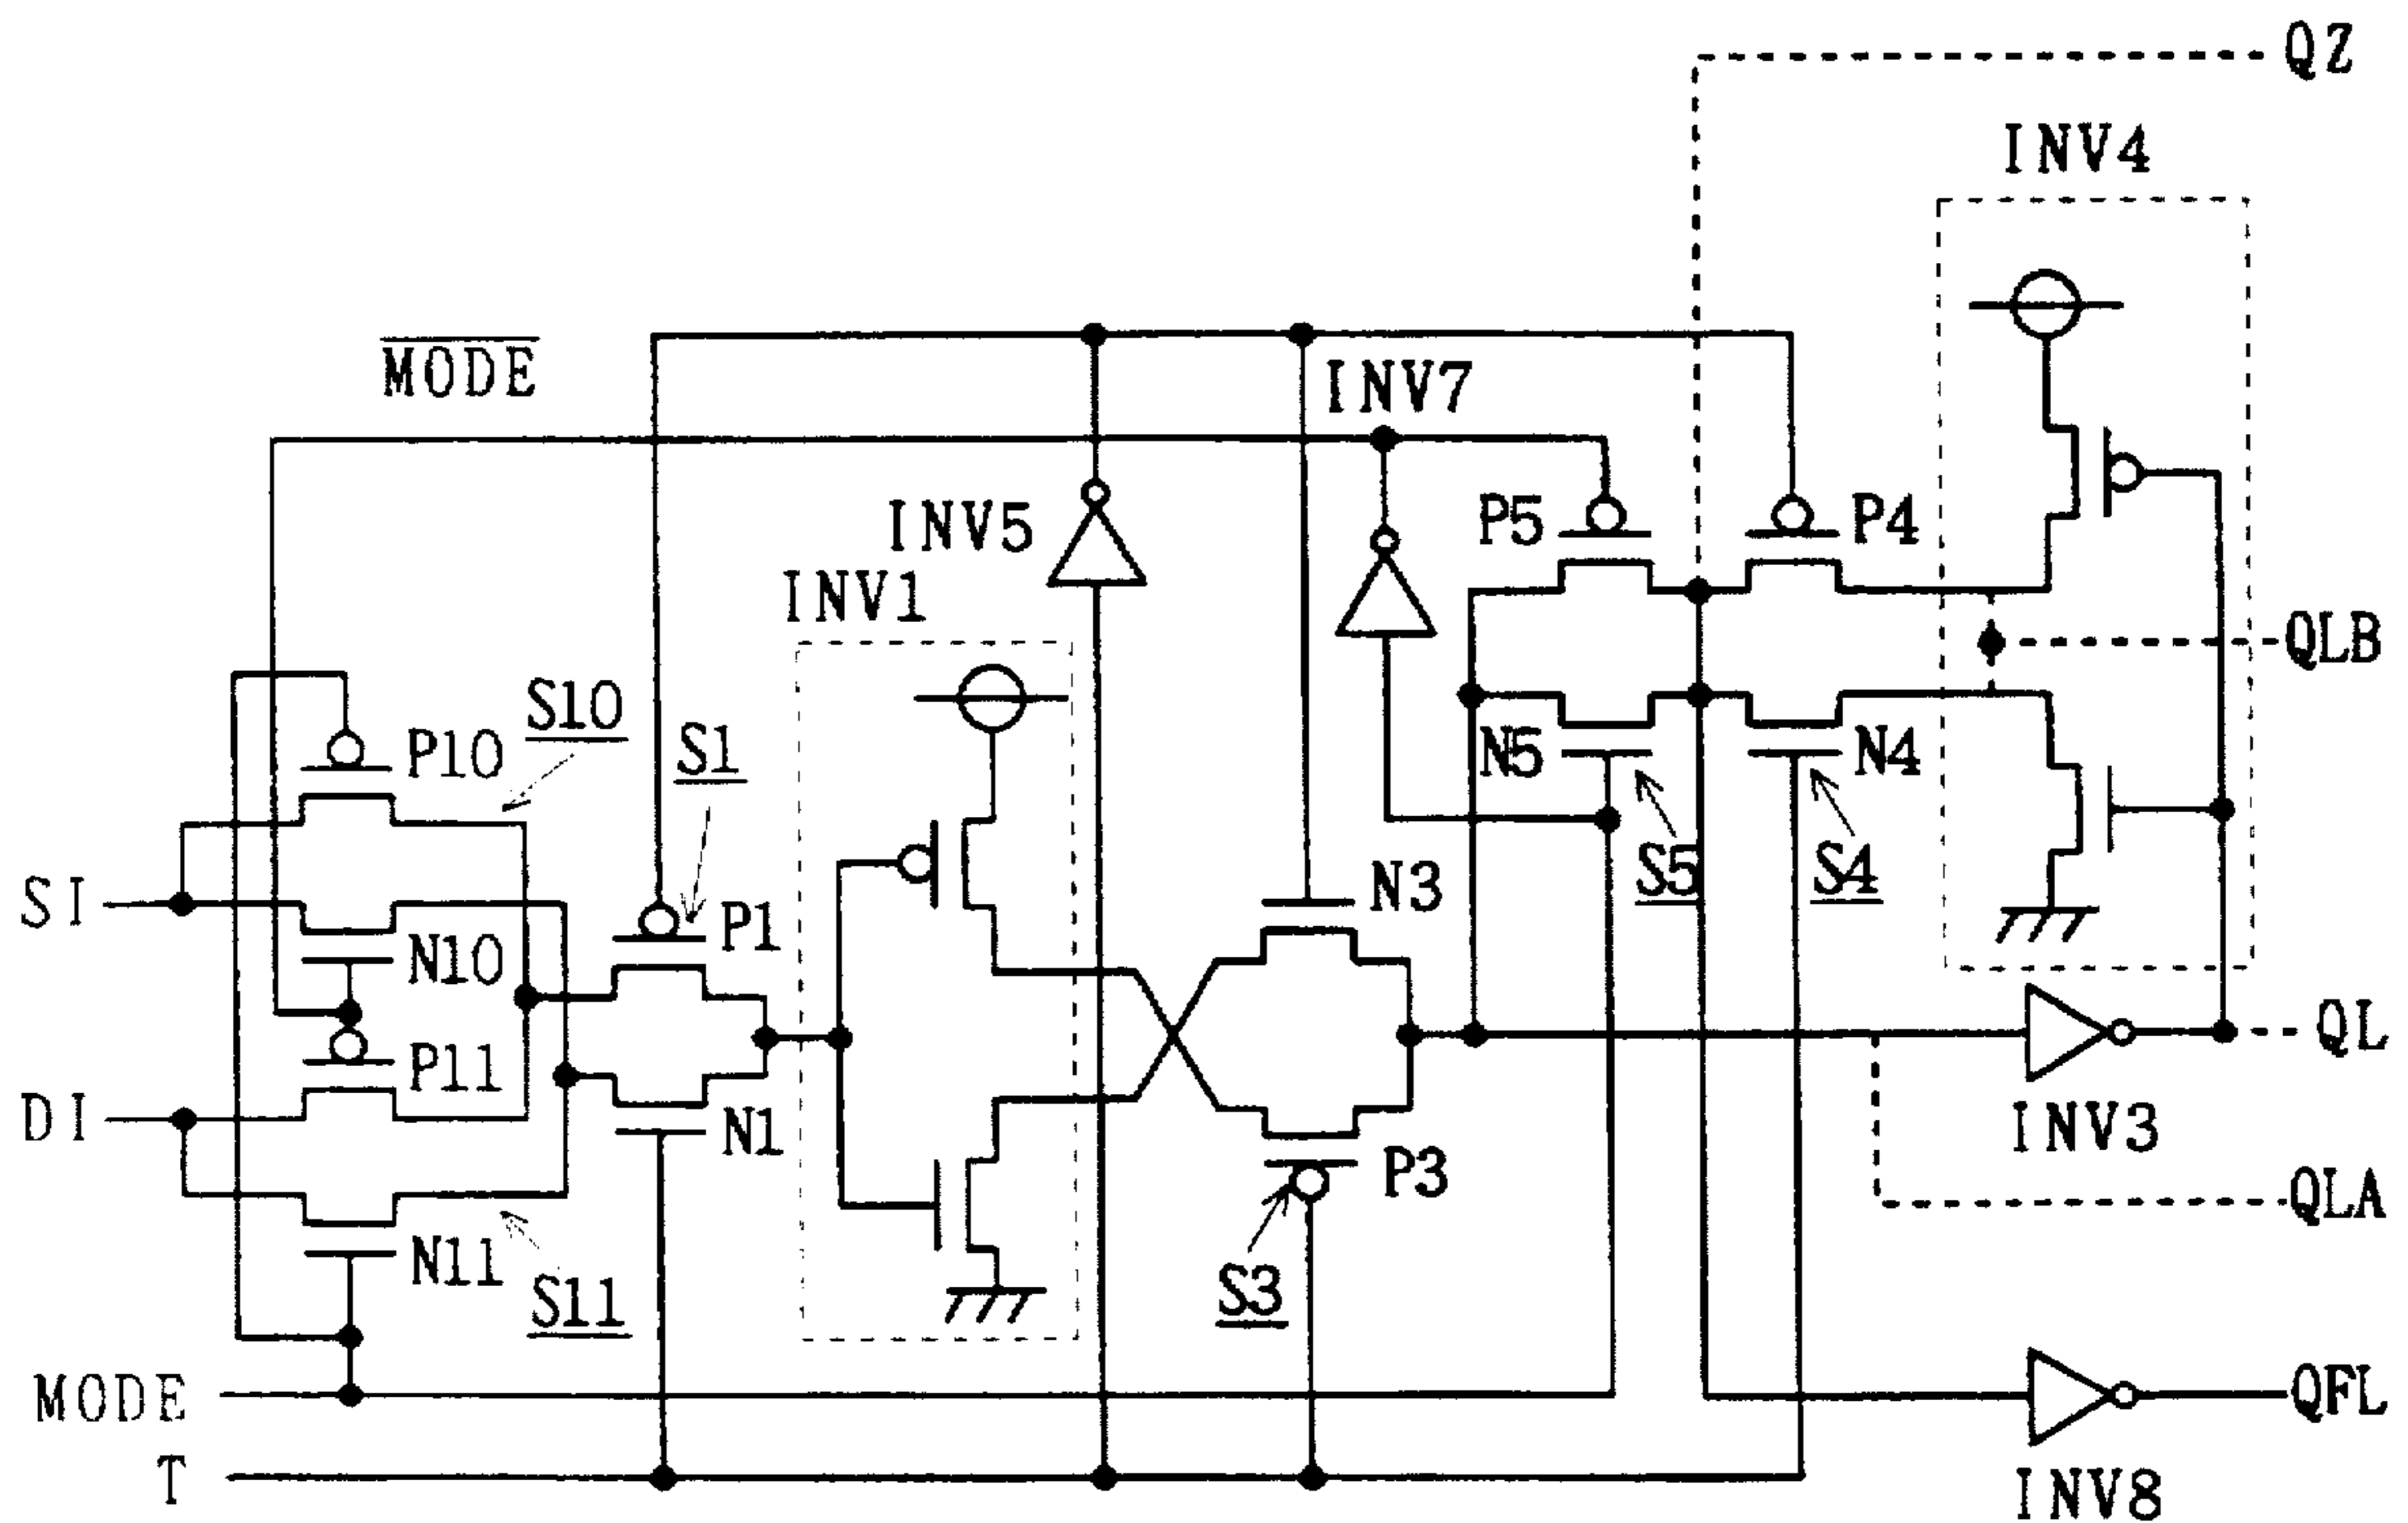 QZ
INV4
MODE
INV7
P5
P4
INV5
INV1
QLB
S10
P10
S1
N5
N4
S5
S4
N3
SI
P1
N10
QL
P11
DI
N1
INV3
P3
QLA
N11
S3
S11
MODE
QFL
T
INV8